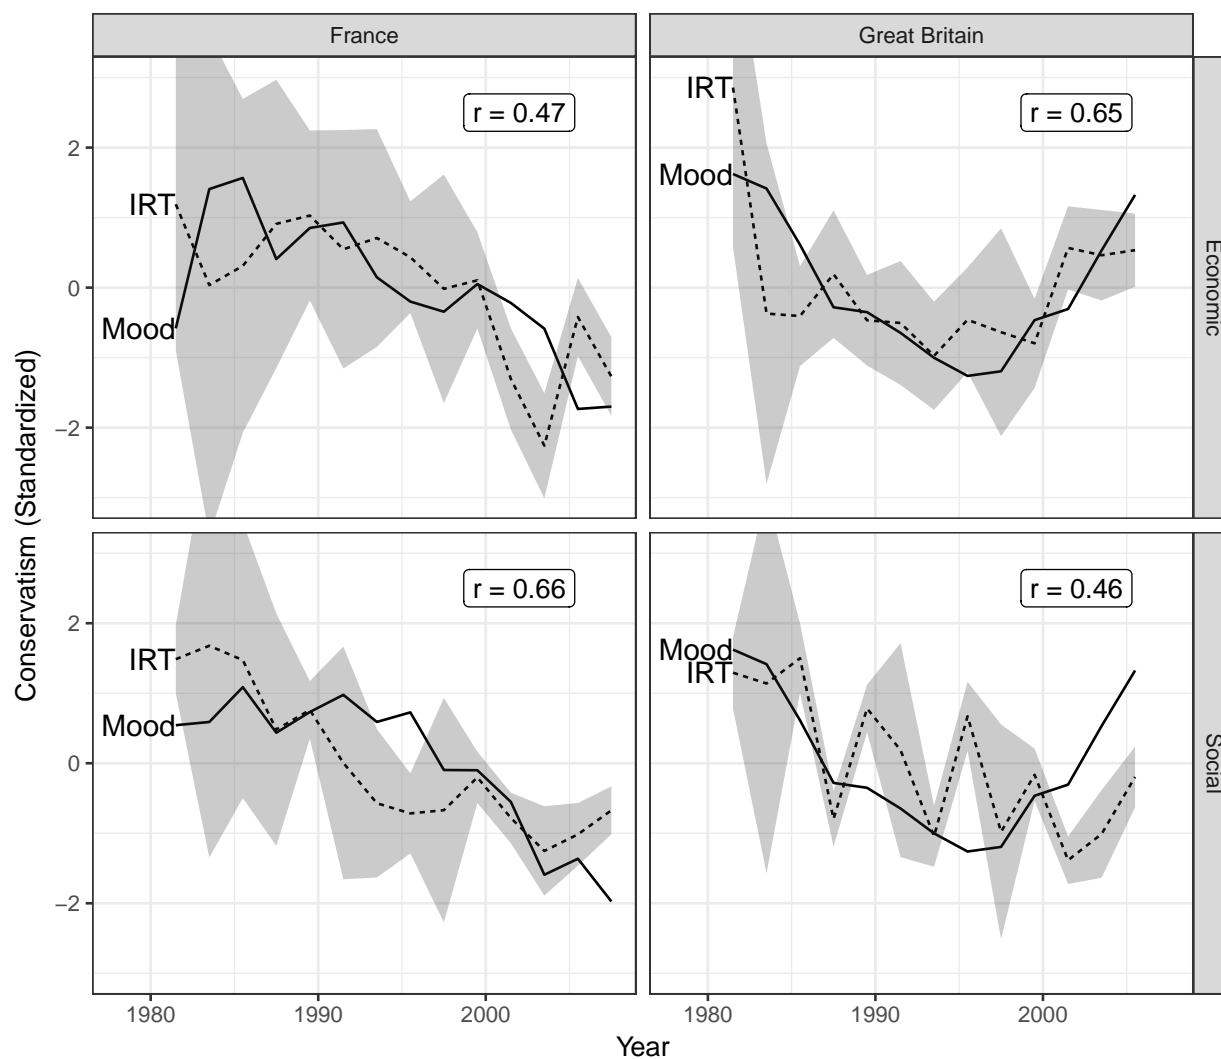 France
Great Britain
IRT
Mood
r = 0.47
IRT
Mood
r = 0.65
Economic
IRT
Mood
r = 0.66
Mood
IRT
r = 0.46
Social
2
0
−2
2
0
−2
Conservatism (Standardized)
1980
1990
2000
1980
1990
2000
Year